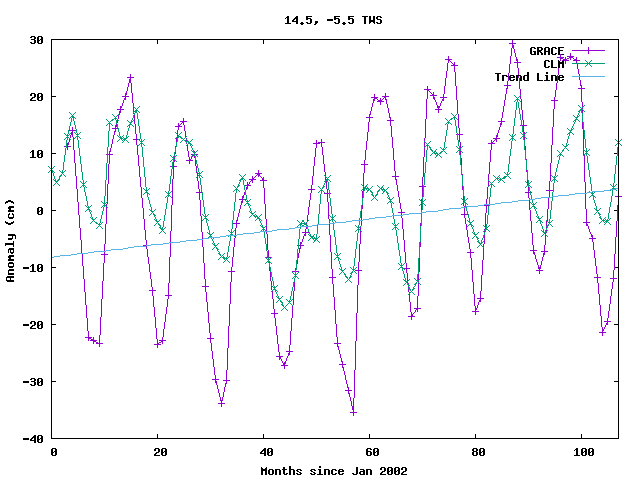 14.5, -5.5 TWS
30
20
10
0
-10
-20
-30
-40
0 20 40 60 80 100
Anomaly (cm)
Months since Jan 2002
GRACE
CLM
Trend Line